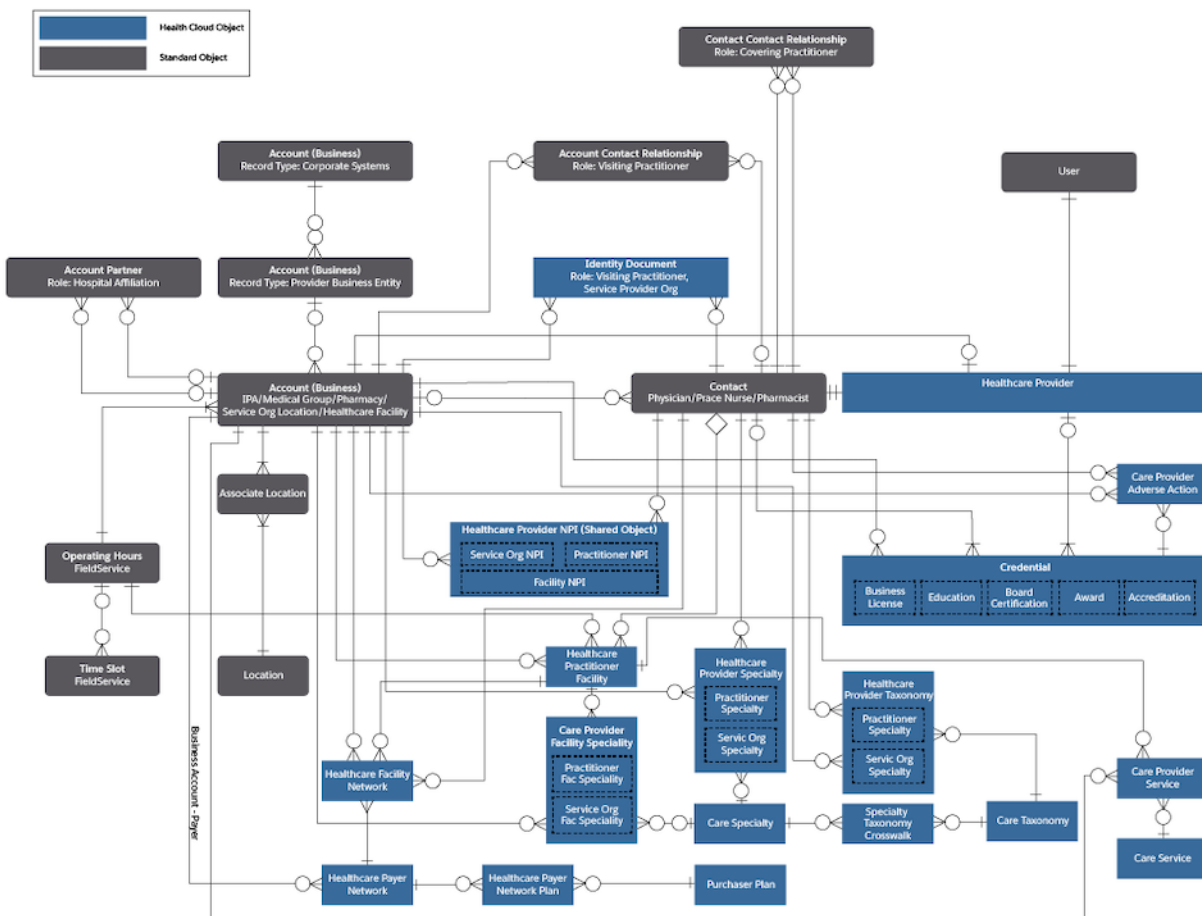 Health Cloud Object
Standard Object
Contact Contact Relationship
Role: Covering Practitioner
Account (Business)
Record Type: Corporate Systems
Account Contact Relationship
Role: Visiting Practitioner
User
Account Partner
Role: Hospital Affiliation
Account (Business)
Record Type: Provider Business Entity
Identity Document
Role: Visiting Practitioner,
Service Provider Org
Account (Business)
IPA/Medical Group/Pharmacy/
Service Org Location/Healthcare Facility
Contact
Physician/Prace Nurse/Pharmacist
Healthcare Provider
Associate Location
Care Provider
Adverse Action
Healthcare Provider NPI (Shared Object)
Service Org NPI
Practitioner NPI
Facility NPI
Operating Hours
FieldService
Credential
Business
License
Education
Board
Certification
Award
Accreditation
Time Slot
FieldService
Location
Healthcare
Practitioner
Facility
Healthcare
Provider Specialty
Practitioner
Specialty
Servic Org
Specialty
Healthcare
Provider Taxonomy
Practitioner
Specialty
Servic Org
Specialty
Care Provider
Facility Speciality
Practitioner
Fac Speciality
Service Org
Fac Speciality
Business Account - Payer
Healthcare Facility
Network
Care Provider
Service
Care Specialty
Specialty
Taxonomy
Crosswalk
Care Taxonomy
Care Service
Healthcare Payer
Network
Healthcare Payer
Network Plan
Purchaser Plan